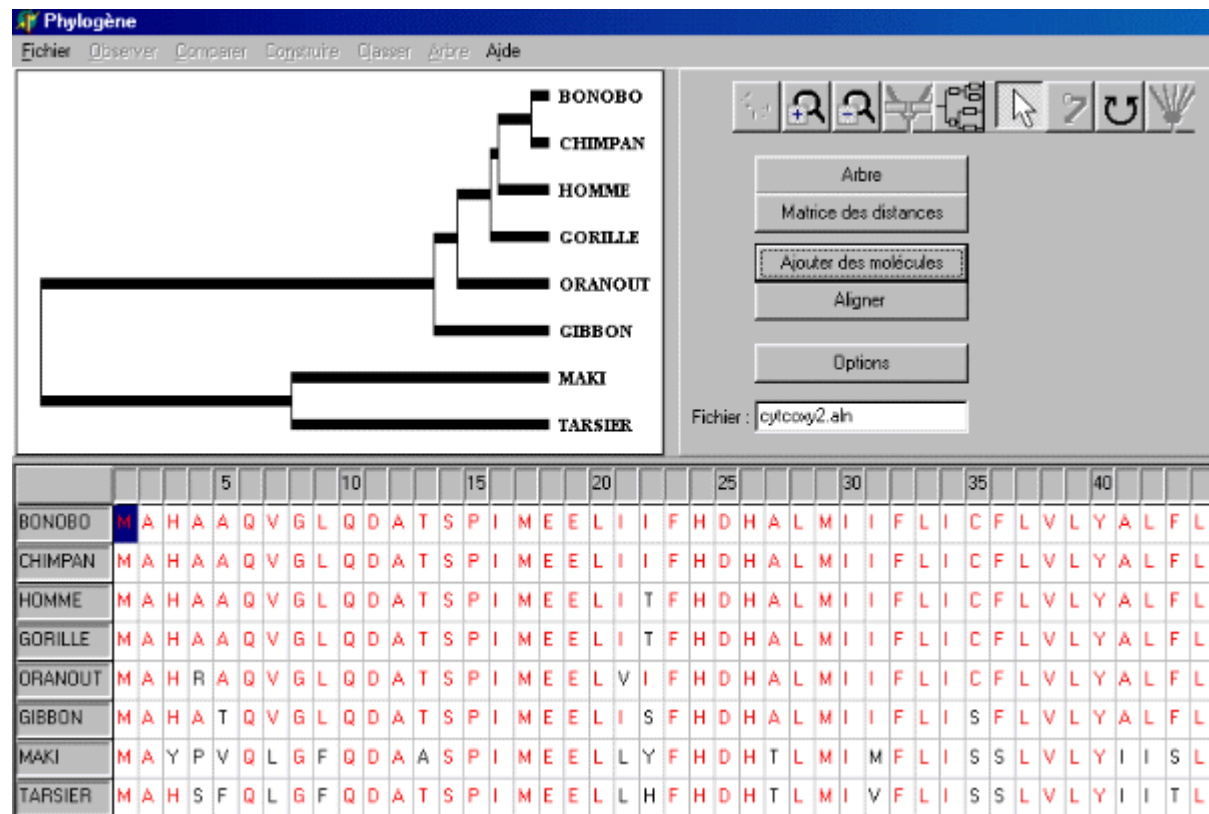 Phylogène
Fichier Observer Comparer Construire Classer Arbre Aide
BONOBO
CHIMPAN
HOMME
GORILLE
ORANOUT
GIBBON
MAKI
TARSIER
Arbre
Matrice des distances
Ajouter des molécules
Aligner
Options
Fichier : cytcoxy2.aln
5 10 15 20 25 30 35 40
BONOBO M A H A A Q V G L Q D A T S P I M E E L I I F H D H A L M I I F L I C F L V L Y A L F L
CHIMPAN M A H A A Q V G L Q D A T S P I M E E L I I F H D H A L M I I F L I C F L V L Y A L F L
HOMME M A H A A Q V G L Q D A T S P I M E E L I T F H D H A L M I I F L I C F L V L Y A L F L
GORILLE M A H A A Q V G L Q D A T S P I M E E L I T F H D H A L M I I F L I C F L V L Y A L F L
ORANOUT M A H R A Q V G L Q D A T S P I M E E L V I F H D H A L M I I F L I C F L V L Y A L F L
GIBBON M A H A T Q V G L Q D A T S P I M E E L I S F H D H A L M I I F L I S F L V L Y A L F L
MAKI M A Y P V Q L G F Q D A A S P I M E E L L Y F H D H T L M I M F L I S S L V L Y I I S L
TARSIER M A H S F Q L G F Q D A T S P I M E E L L H F H D H T L M I V F L I S S L V L Y I I T L